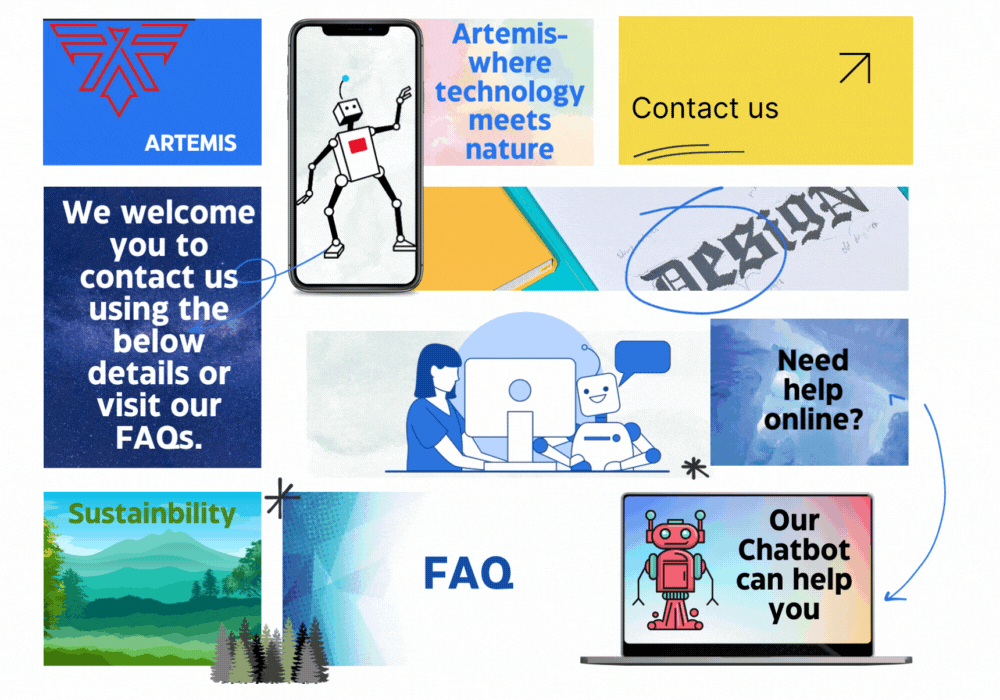 ARTEMIS
Artemis-
where
technology
meets
nature
Contact us
We welcome
you to
contact us
using the
below
details or
visit our
FAQs.
DesigN
Need
help
online?
Sustainbility
FAQ
Our
Chatbot
can help
you